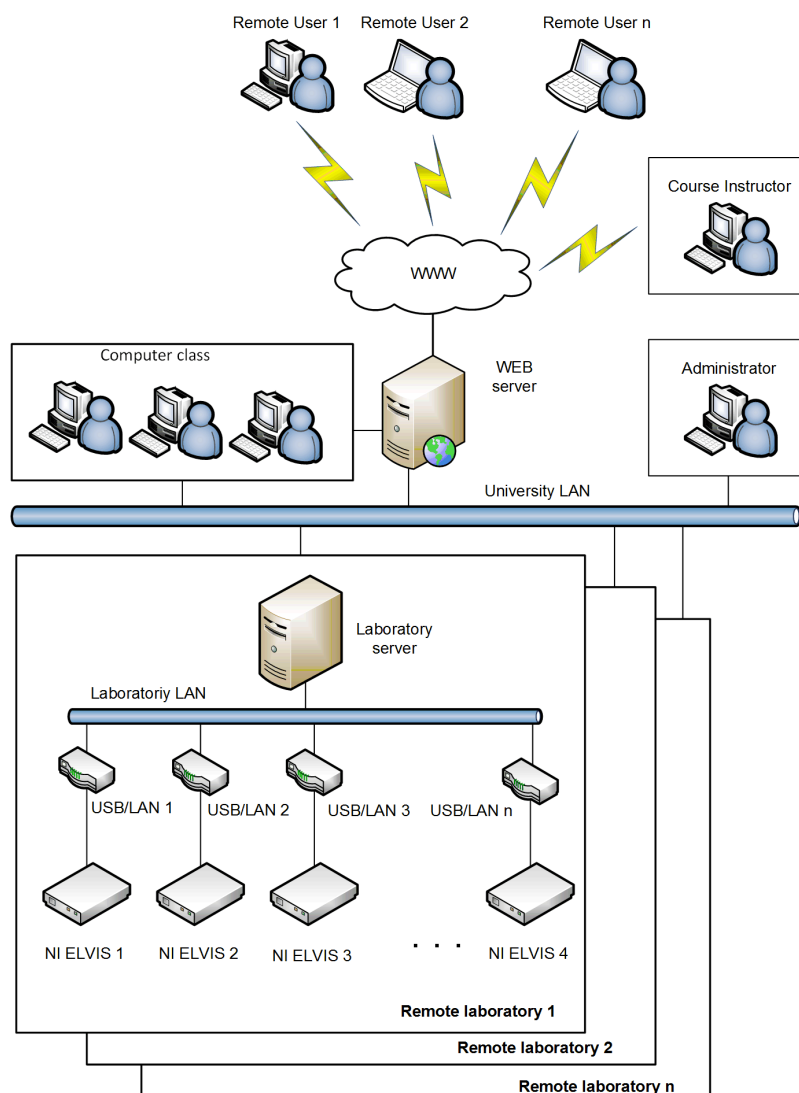 Remote User 1
Remote User 2
Remote User n
Course Instructor
WWW
Computer class
WEB
server
Administrator
University LAN
Laboratory
server
Laboratoriy LAN
USB/LAN 1
USB/LAN 2
USB/LAN 3
USB/LAN n
NI ELVIS 1
NI ELVIS 2
NI ELVIS 3
. . .
NI ELVIS 4
Remote laboratory 1
Remote laboratory 2
Remote laboratory n